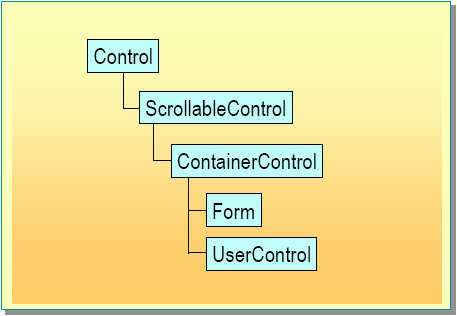 Control
ScrollableControl
ContainerControl
Form
UserControl